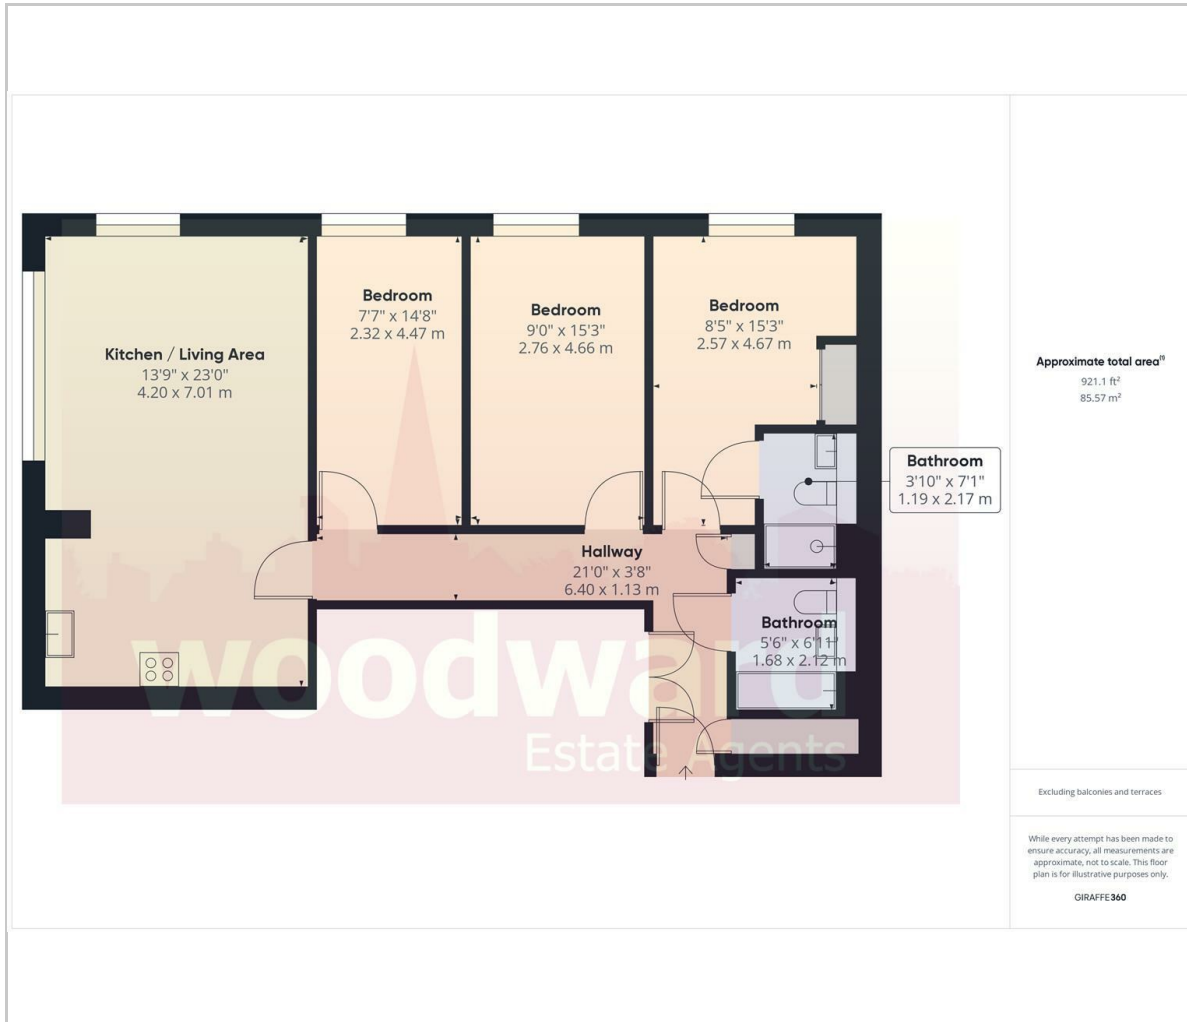 Kitchen / Living Area
13'9" x 23'0"
4.20 x 7.01 m
Bedroom
7'7" x 14'8"
2.32 x 4.47 m
Bedroom
9'0" x 15'3"
2.76 x 4.66 m
Bedroom
8'5" x 15'3"
2.57 x 4.67 m
Bathroom
3'10" x 7'1"
1.19 x 2.17 m
Hallway
21'0" x 3'8"
6.40 x 1.13 m
Bathroom
5'6" x 6'11"
1.68 x 2.12 m
woodward
Estate Agents
Approximate total area(1)
921.1 ft²
85.57 m²
Excluding balconies and terraces
While every attempt has been made to
ensure accuracy, all measurements are
approximate, not to scale. This floor
plan is for illustrative purposes only.
GIRAFFE360